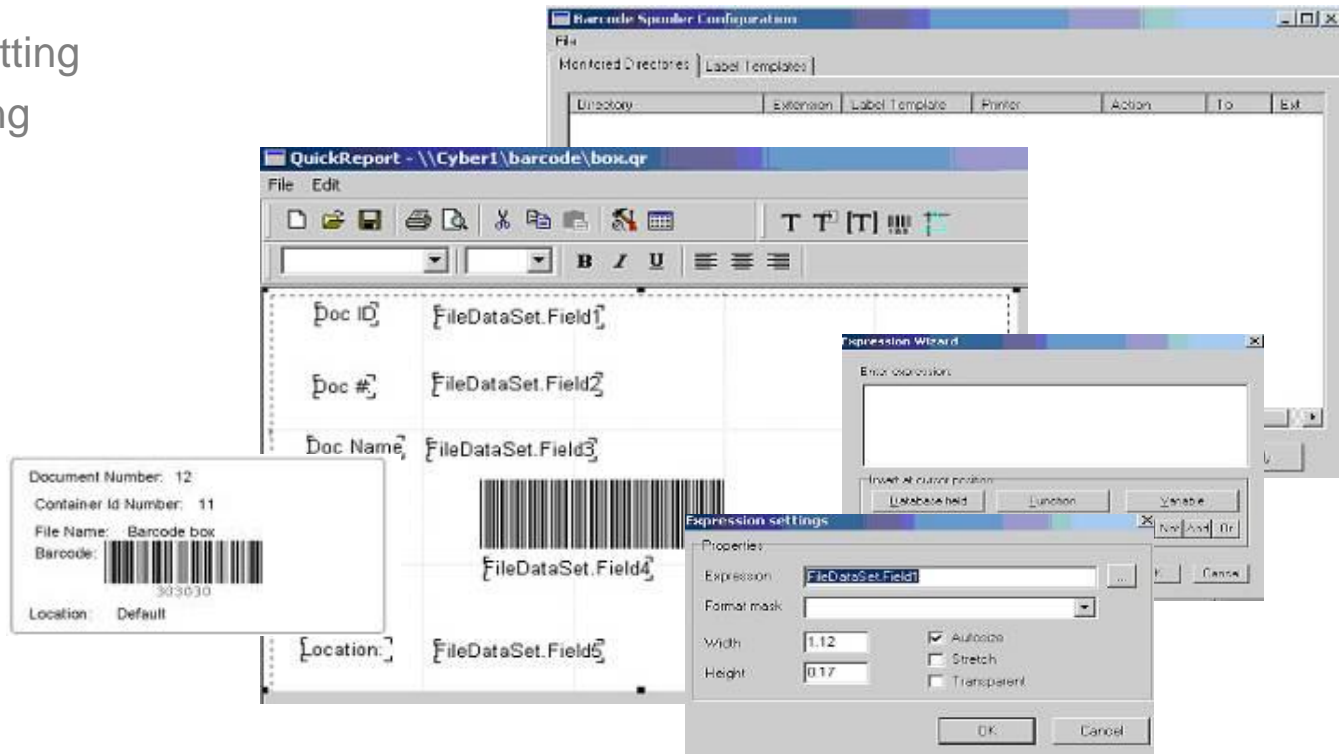 tting
ng
Barcode Spooler Configuration
File
Monitored Directories Label Templates
Directory Extension Label Template Printer Action To Ext
QuickReport - \\Cyber1\barcode\box.qr
File Edit
T T [T]
B I U
Doc ID FileDataSet.Field1
Doc # FileDataSet.Field2
Doc Name FileDataSet.Field3
FileDataSet.Field4
Location: FileDataSet.Field5
Document Number: 12
Container Id Number: 11
File Name: Barcode box
Barcode:
303030
Location: Default
Expression Wizard
Enter expression:
Insert at cursor position
Database field Function Variable
Not And Or
Cancel
Expression settings
Properties
Expression FileDataSet.Field1 ...
Format mask
Width 1.12 Autosize
Height 0.17 Stretch
Transparent
OK Cancel